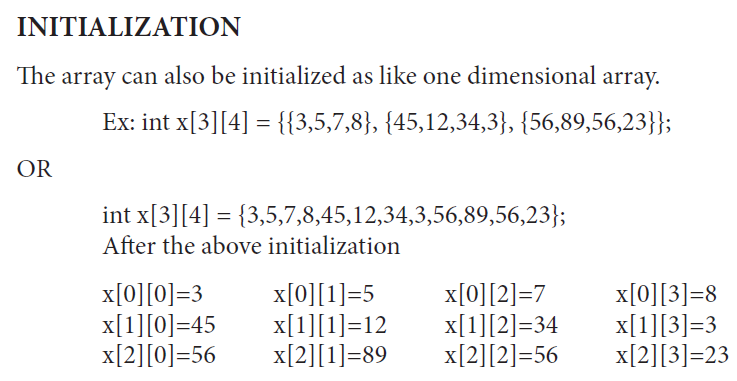 INITIALIZATION
The array can also be initialized as like one dimensional array.
Ex: int x[3][4] = {{3,5,7,8}, {45,12,34,3}, {56,89,56,23}};
OR
int x[3][4] = {3,5,7,8,45,12,34,3,56,89,56,23};
After the above initialization
x[0][0]=3 x[0][1]=5 x[0][2]=7 x[0][3]=8
x[1][0]=45 x[1][1]=12 x[1][2]=34 x[1][3]=3
x[2][0]=56 x[2][1]=89 x[2][2]=56 x[2][3]=23